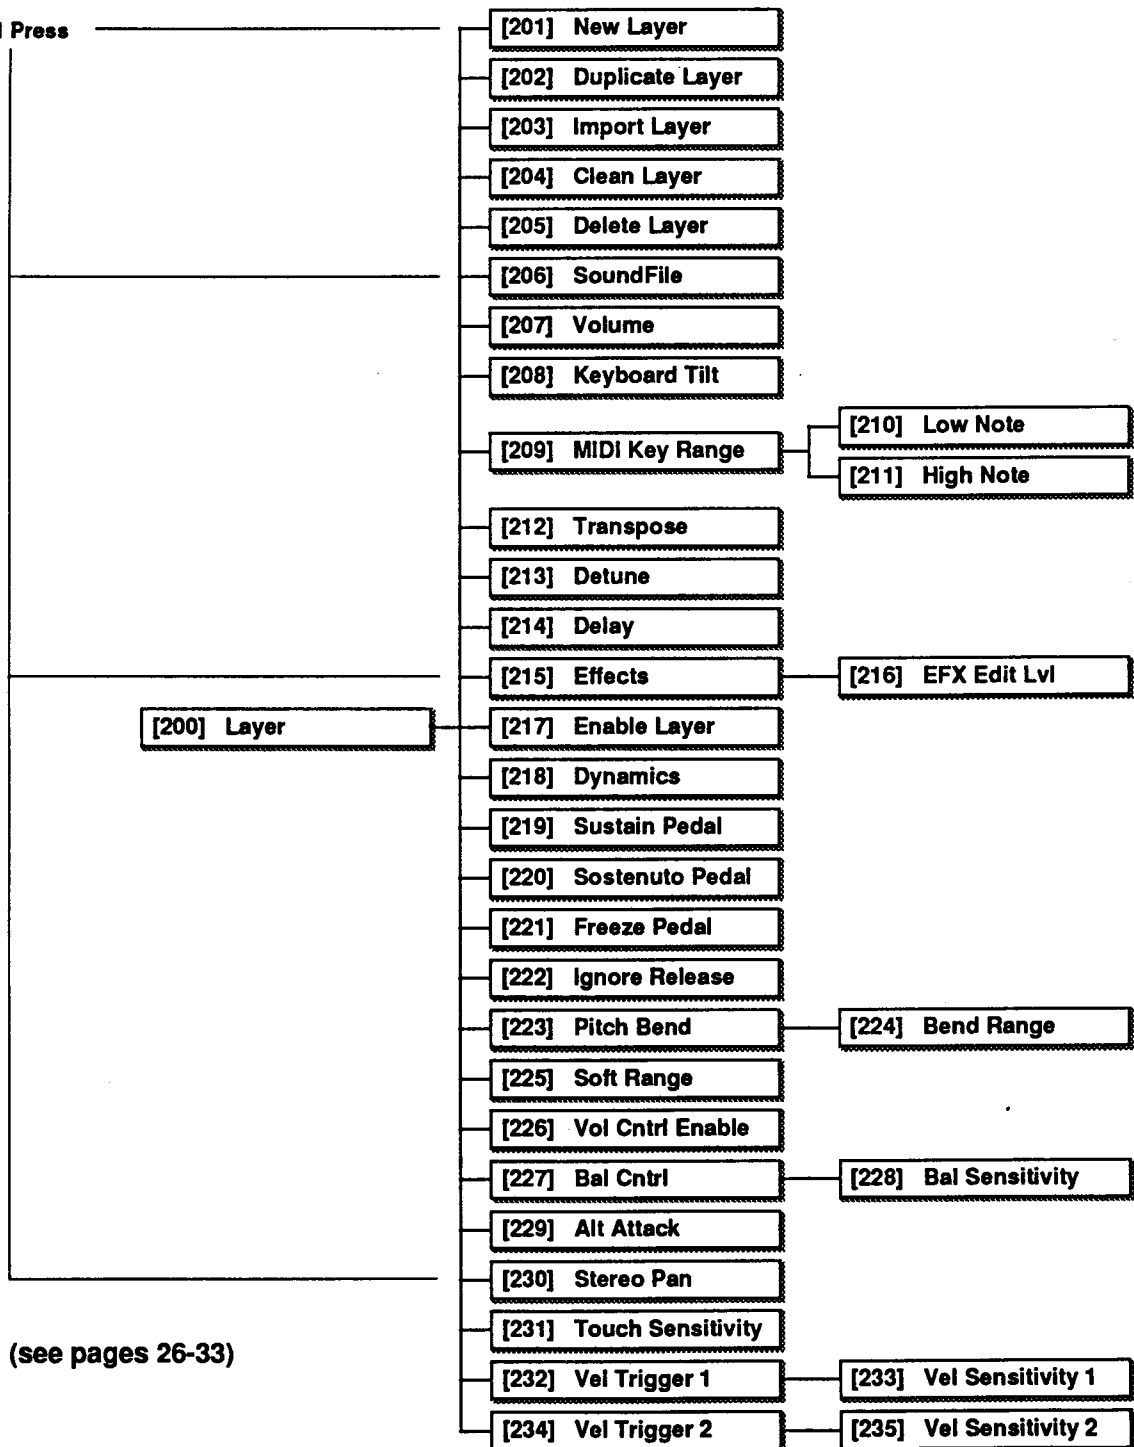 Press
[201] New Layer
[202] Duplicate Layer
[203] Import Layer
[204] Clean Layer
[205] Delete Layer
[206] SoundFile
[207] Volume
[208] Keyboard Tilt
[209] MIDI Key Range
[210] Low Note
[211] High Note
[212] Transpose
[213] Detune
[214] Delay
[215] Effects
[216] EFX Edit Lvl
[200] Layer
[217] Enable Layer
[218] Dynamics
[219] Sustain Pedal
[220] Sostenuto Pedal
[221] Freeze Pedal
[222] Ignore Release
[223] Pitch Bend
[224] Bend Range
[225] Soft Range
[226] Vol Cntrl Enable
[227] Bal Cntrl
[228] Bal Sensitivity
[229] Alt Attack
[230] Stereo Pan
[231] Touch Sensitivity
(see pages 26-33)
[232] Vel Trigger 1
[233] Vel Sensitivity 1
[234] Vel Trigger 2
[235] Vel Sensitivity 2